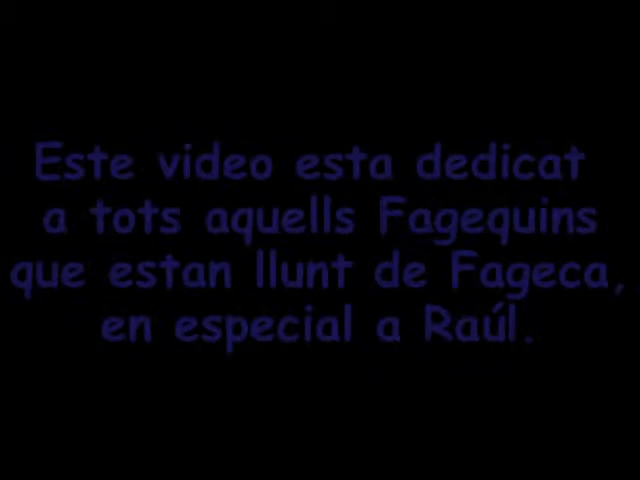 Este video esta dedicat
a tots aquells Fagequins
que estan llunt de Fageca,
en especial a Raúl.